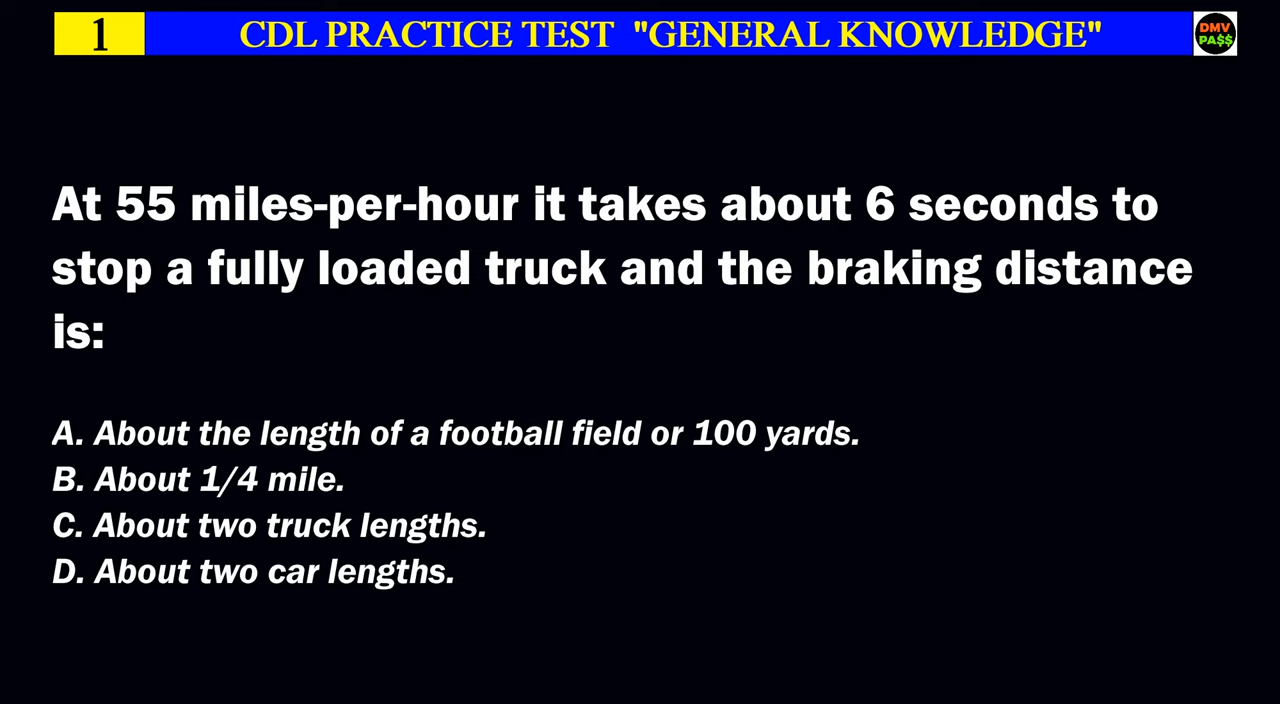 1
CDL PRACTICE TEST "GENERAL KNOWLEDGE"
DMV
PA$$
At 55 miles-per-hour it takes about 6 seconds to
stop a fully loaded truck and the braking distance
is:
A. About the length of a football field or 100 yards.
B. About 1/4 mile.
C. About two truck lengths.
D. About two car lengths.